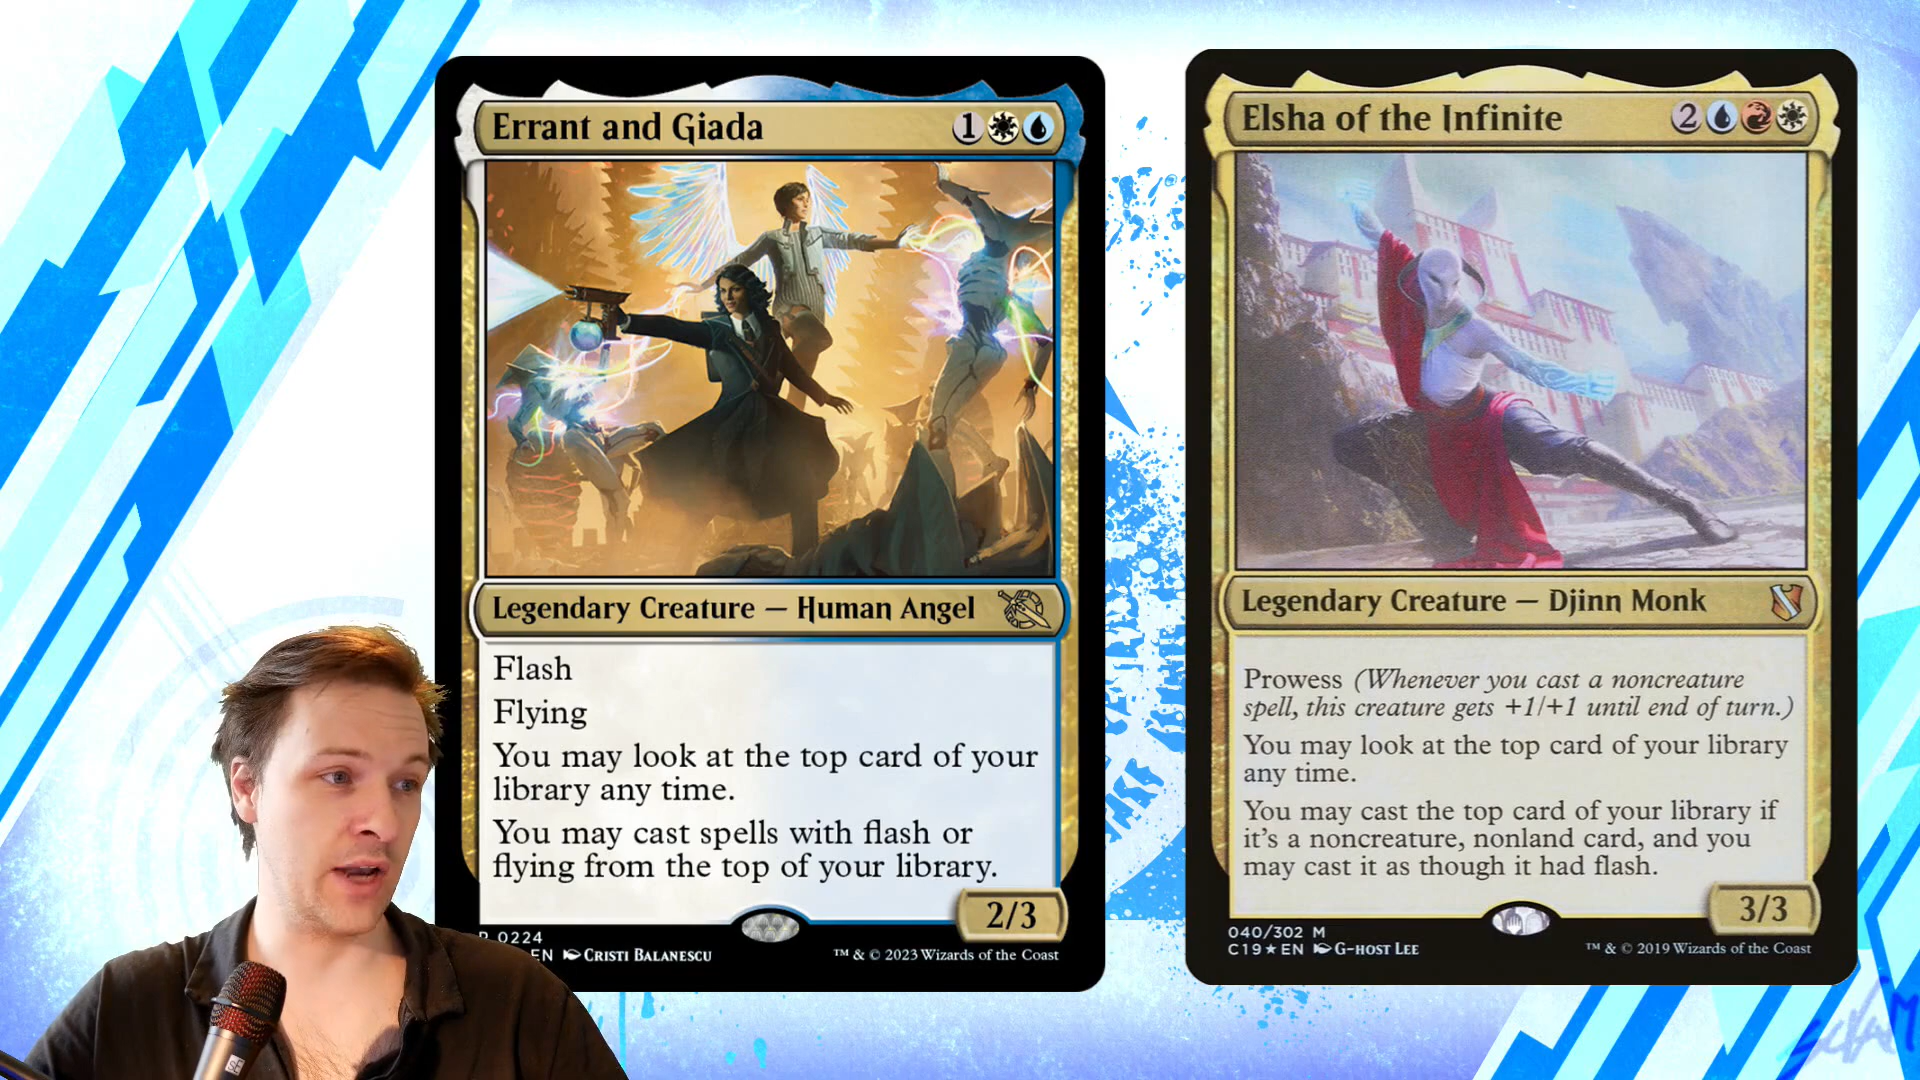 Errant and Giada
1
Legendary Creature — Human Angel
Flash
Flying
You may look at the top card of your
library any time.
You may cast spells with flash or
flying from the top of your library.
2/3
0224
EN Cristi Balanescu
™ & © 2023 Wizards of the Coast
Elsha of the Infinite
2
Legendary Creature — Djinn Monk
Prowess (Whenever you cast a noncreature
spell, this creature gets +1/+1 until end of turn.)
You may look at the top card of your library
any time.
You may cast the top card of your library if
it's a noncreature, nonland card, and you
may cast it as though it had flash.
3/3
040/302 M
C19★EN G-host Lee
™ & © 2019 Wizards of the Coast